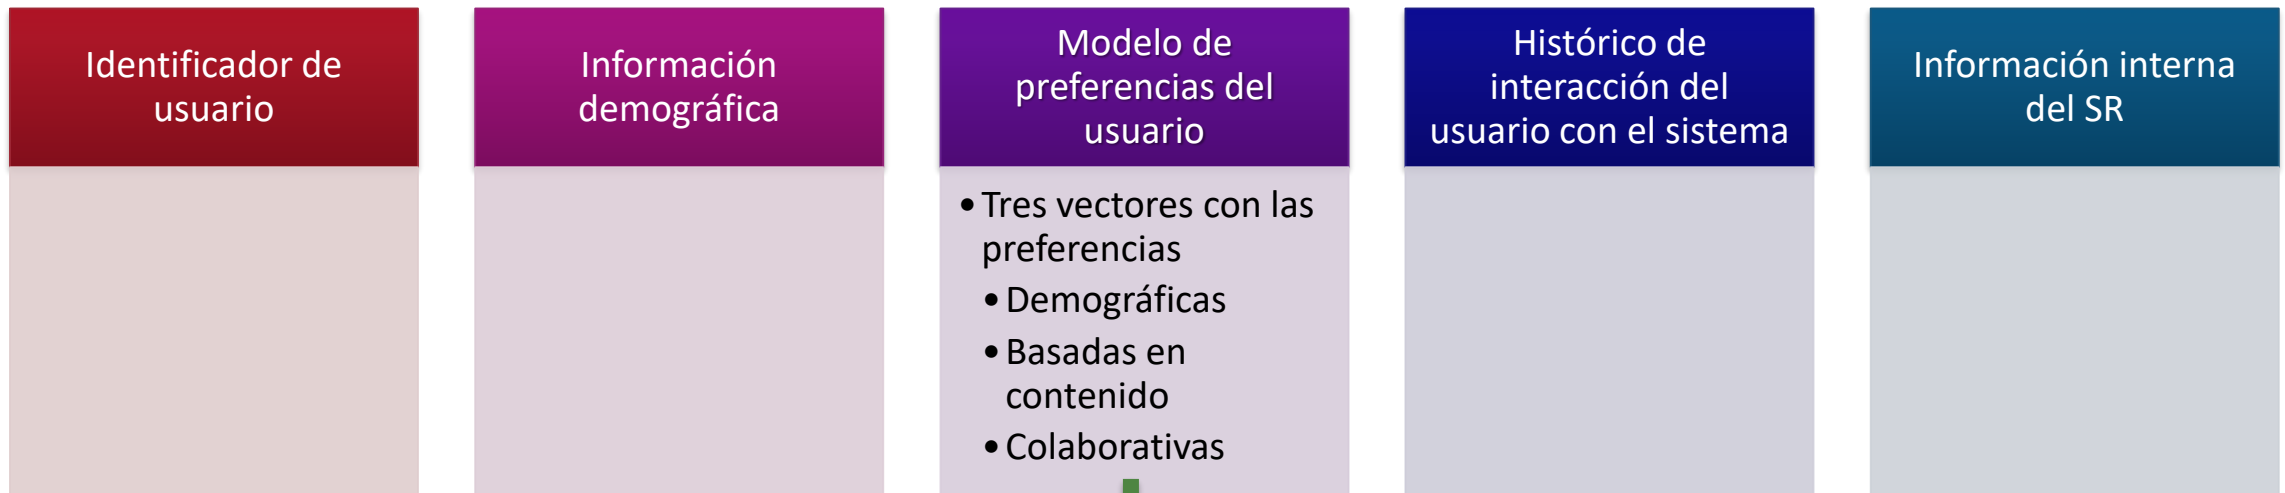 Identificador de
usuario
Información
demográfica
Modelo de
preferencias del
usuario
Histórico de
interacción del
usuario con el sistema
Información interna
del SR
• Tres vectores con las
preferencias
• Demográficas
• Basadas en
contenido
• Colaborativas